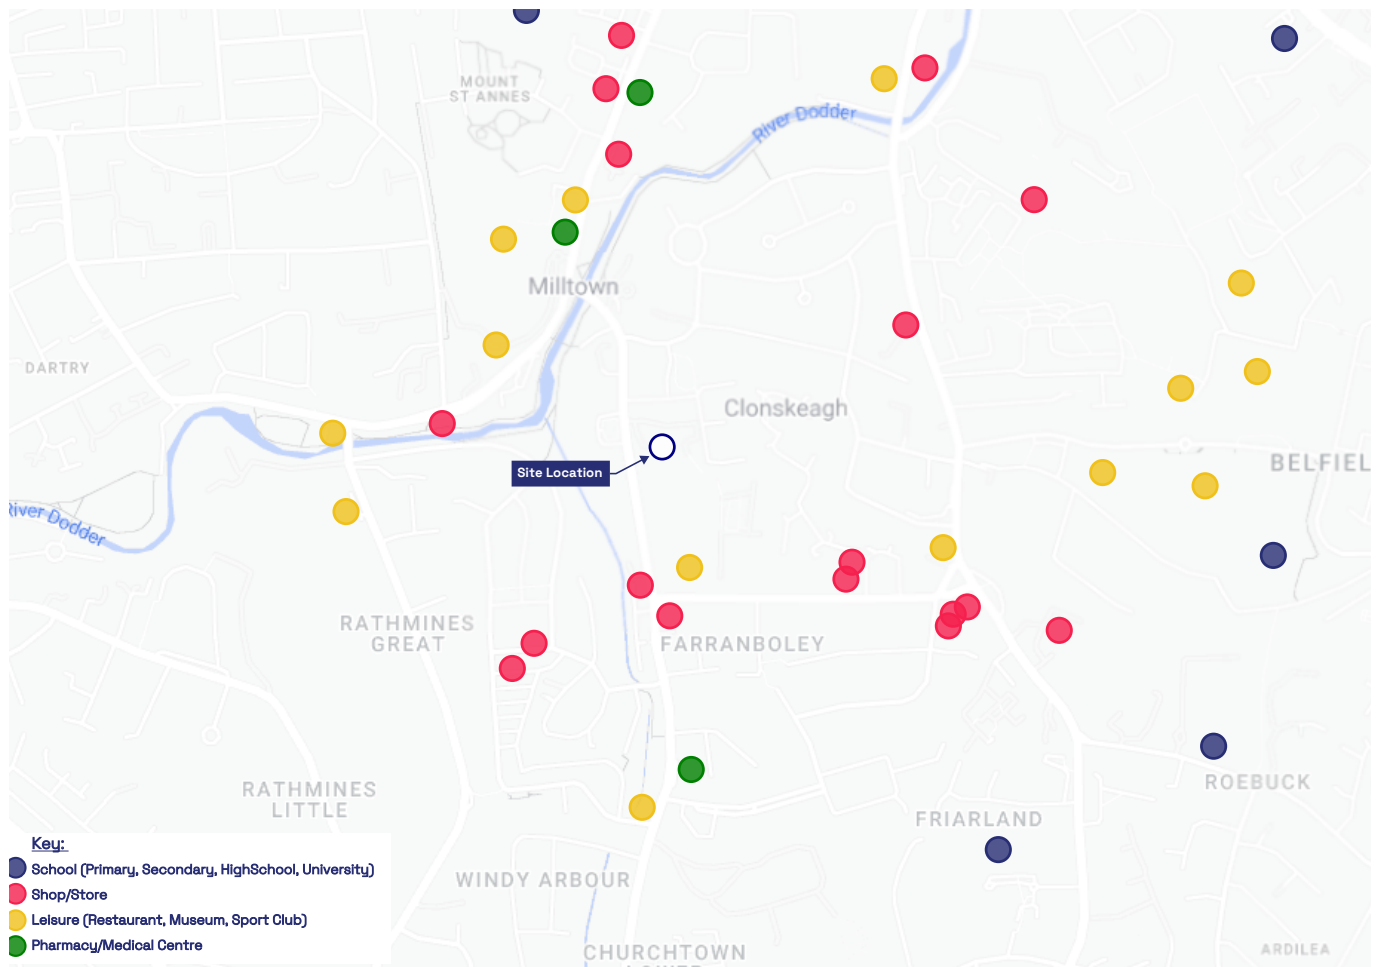 MOUNT
ST ANNES
River Dodder
Milltown
DARTRY
Clonskeagh
BELFIEL
Site Location
River Dodder
RATHMINES
GREAT
FARRANBOLEY
ROEBUCK
RATHMINES
LITTLE
FRIARLAND
Key:
School (Primary, Secondary, HighSchool, University)
WINDY ARBOUR
Shop/Store
Leisure (Restaurant, Museum, Sport Club)
Pharmacy/Medical Centre
CHURCHTOWN
ARDILEA